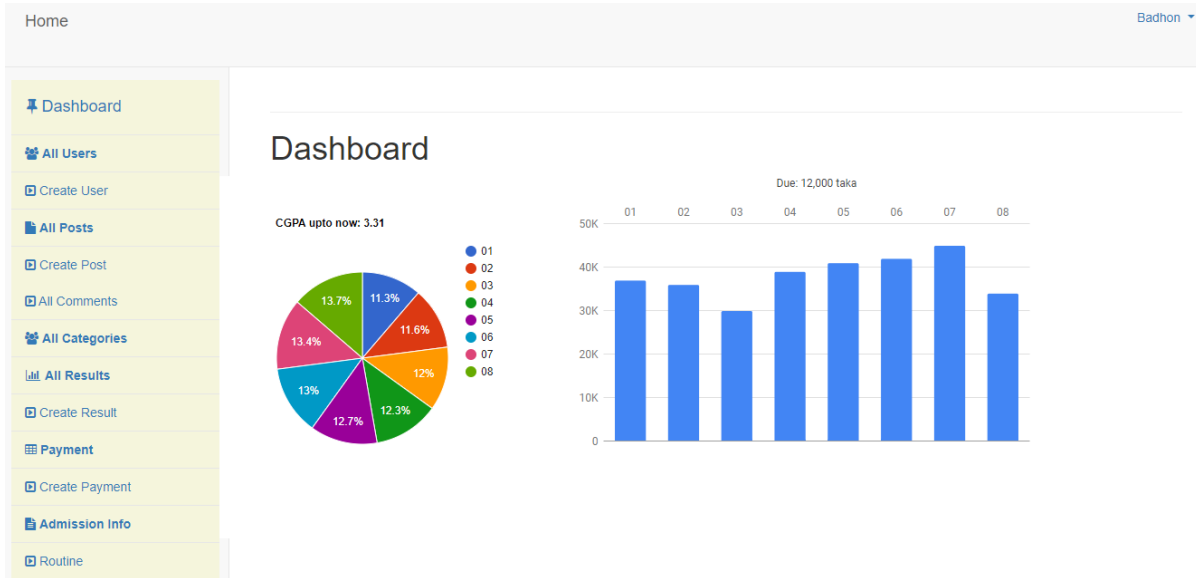 Home
Badhon
Dashboard
All Users
Create User
All Posts
Create Post
All Comments
All Categories
All Results
Create Result
Payment
Create Payment
Admission Info
Routine
Dashboard
CGPA upto now: 3.31
11.3%
11.6%
12%
12.3%
12.7%
13%
13.4%
13.7%
01
02
03
04
05
06
07
08
Due: 12,000 taka
01 02 03 04 05 06 07 08
50K
40K
30K
20K
10K
0